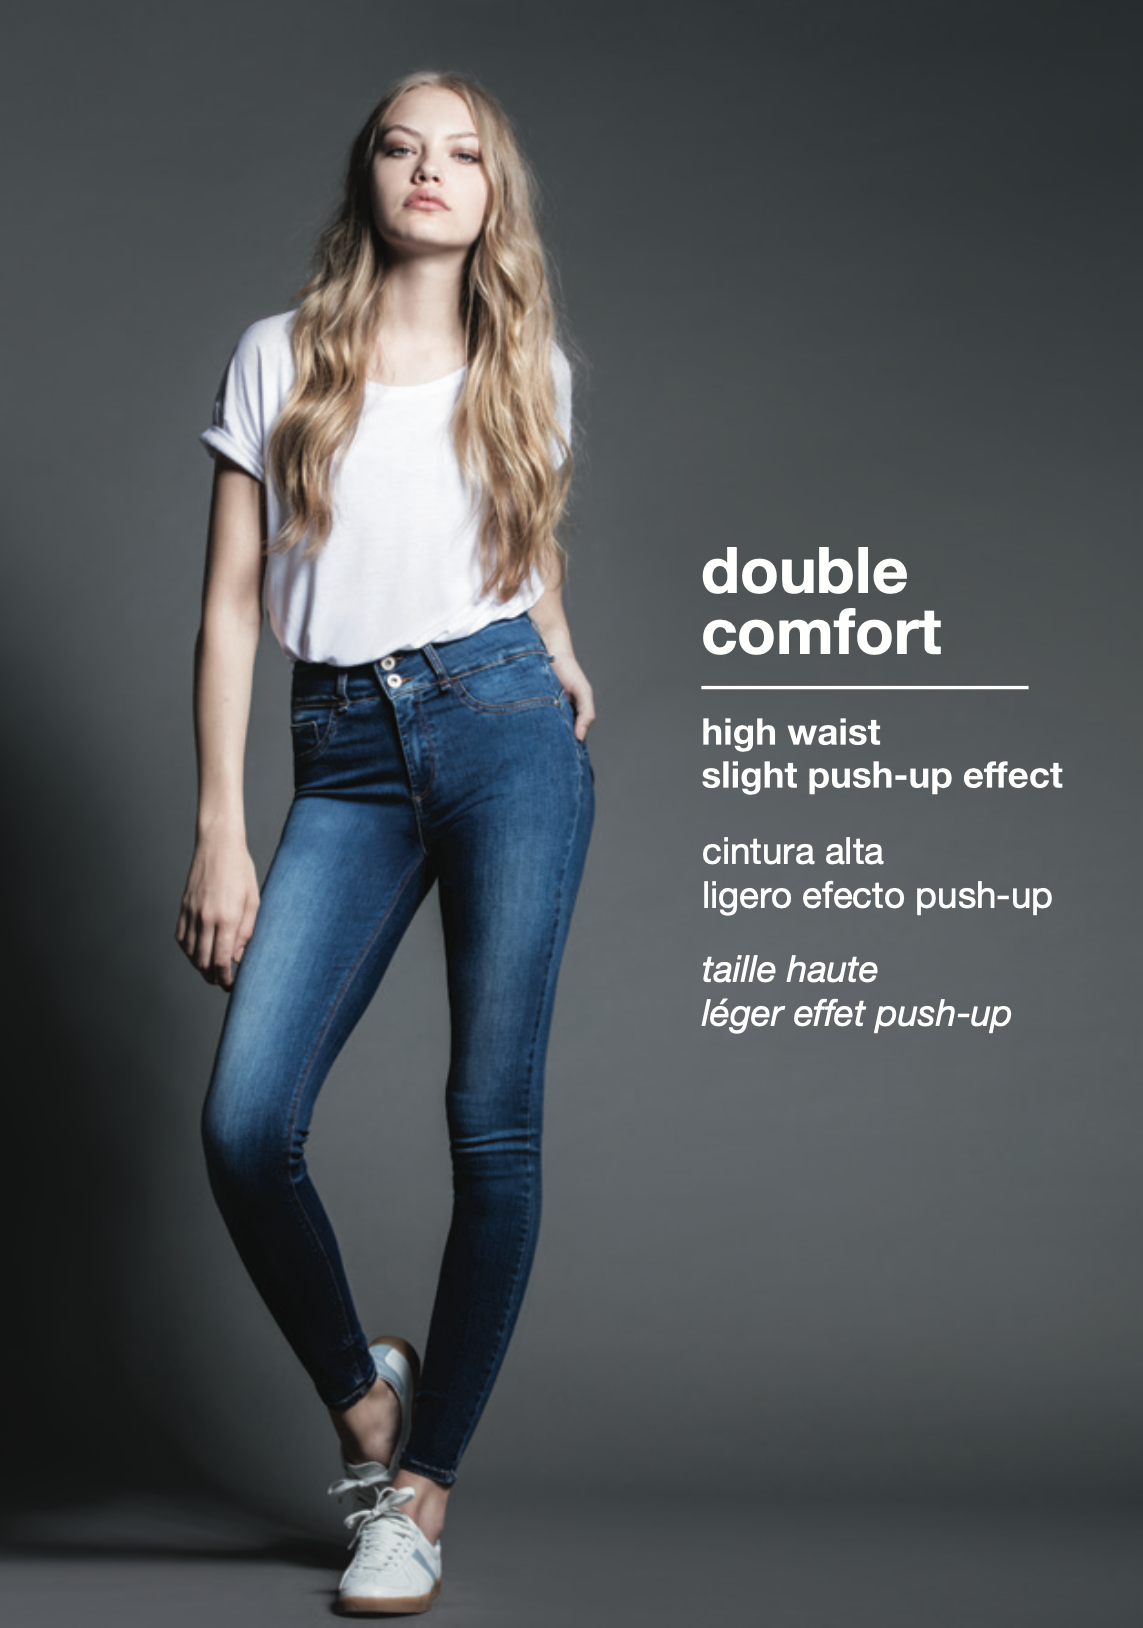 double
comfort
high waist
slight push-up effect
cintura alta
ligero efecto push-up
taille haute
léger effet push-up